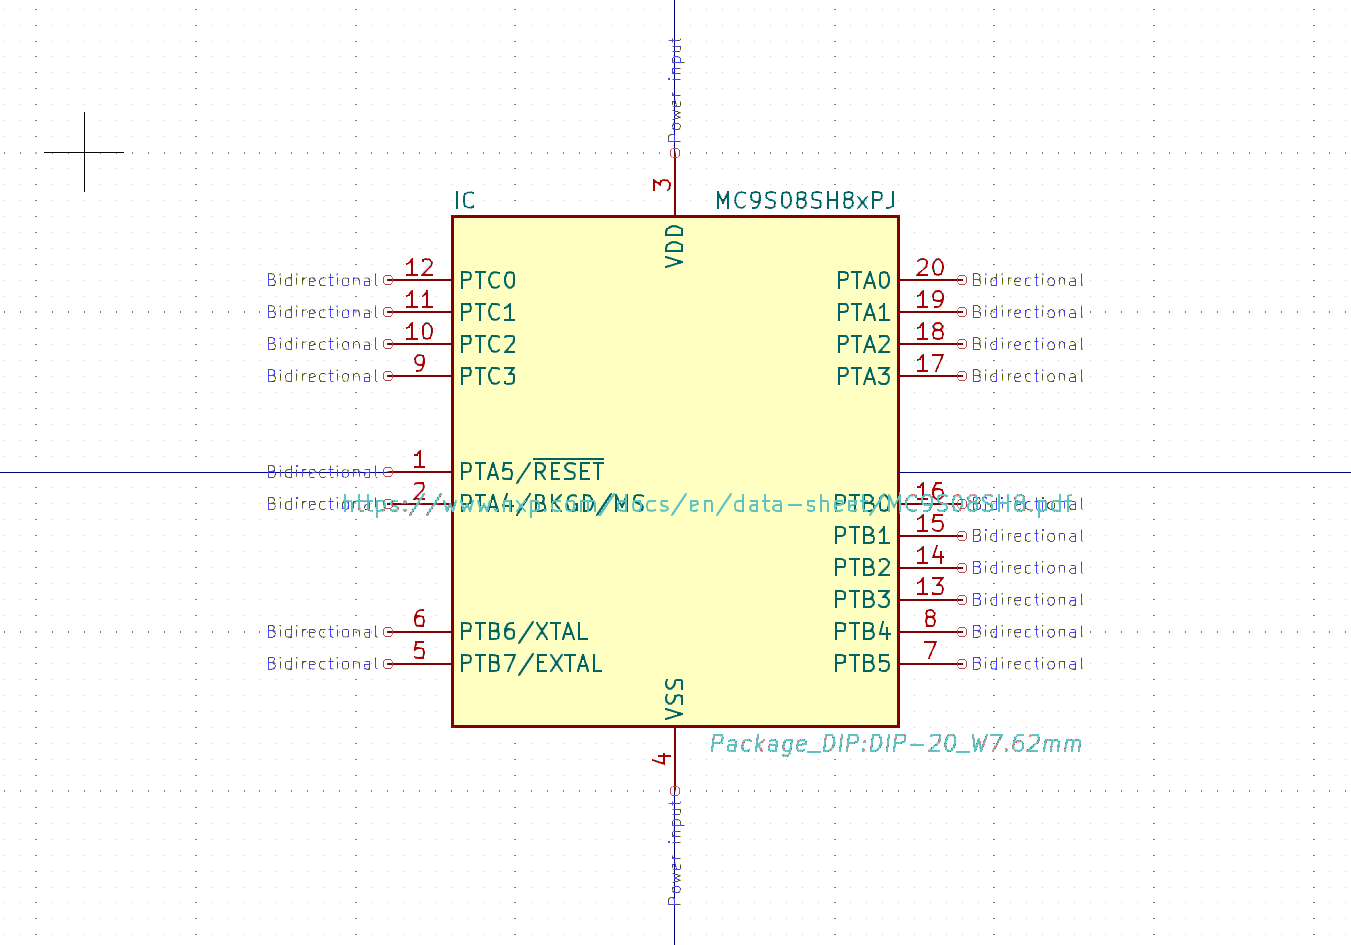 Power input
3
IC
MC9S08SH8xPJ
VDD
Bidirectional 12 PTC0
PTA0 20 Bidirectional
Bidirectional 11 PTC1
PTA1 19 Bidirectional
Bidirectional 10 PTC2
PTA2 18 Bidirectional
Bidirectional 9 PTC3
PTA3 17 Bidirectional
Bidirectional 1 PTA5/RESET
Bidirectional 2 PTA4/BKGD/MS
PTB0 16 Bidirectional
https://www.nxp.com/docs/en/data-sheet/MC9S08SH8.pdf
PTB1 15 Bidirectional
PTB2 14 Bidirectional
PTB3 13 Bidirectional
Bidirectional 6 PTB6/XTAL
PTB4 8 Bidirectional
Bidirectional 5 PTB7/EXTAL
PTB5 7 Bidirectional
VSS
Package_DIP:DIP-20_W7.62mm
4
Power input